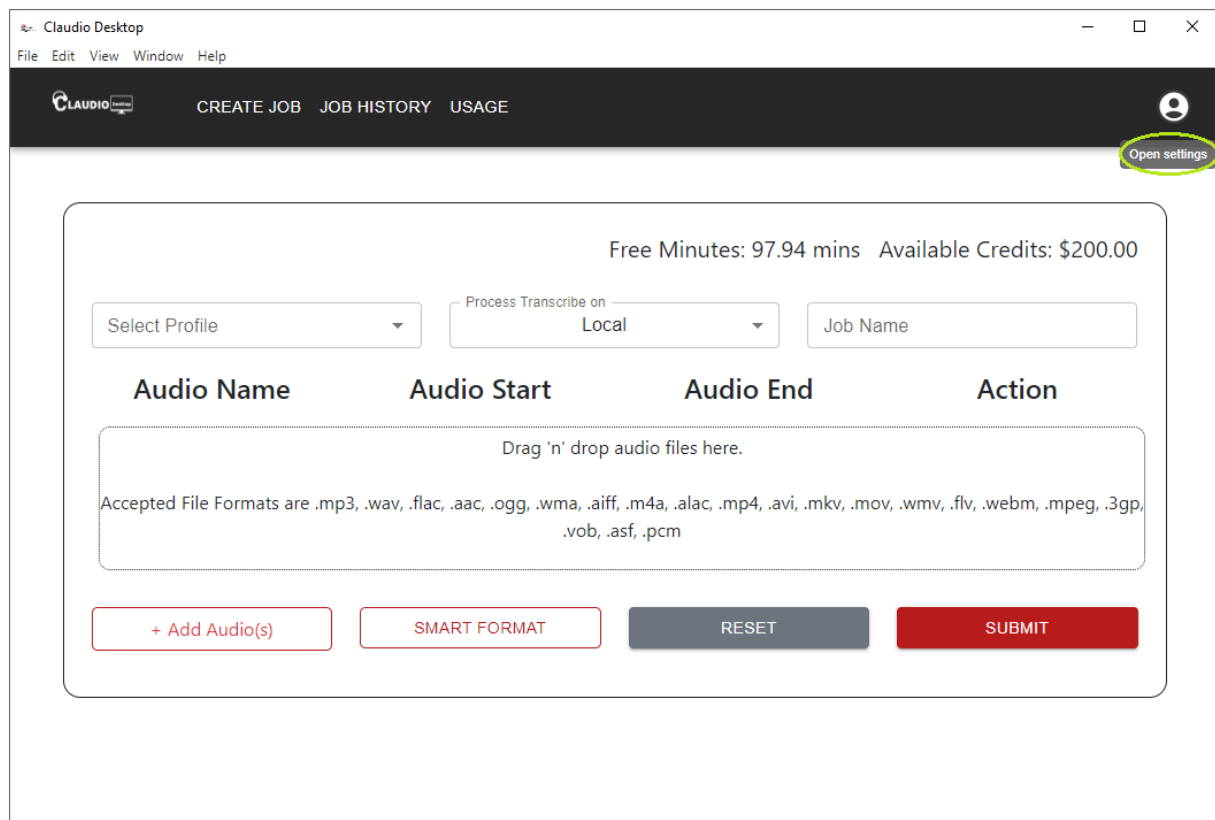 Claudio Desktop
File Edit View Window Help
CLAUDIO Desktop CREATE JOB JOB HISTORY USAGE
Open settings
Free Minutes: 97.94 mins Available Credits: $200.00
Process Transcribe on
Select Profile Local Job Name
Audio Name Audio Start Audio End Action
Drag 'n' drop audio files here.
Accepted File Formats are .mp3, .wav, .flac, .aac, .ogg, .wma, .aiff, .m4a, .alac, .mp4, .avi, .mkv, .mov, .wmv, .flv, .webm, .mpeg, .3gp,
.vob, .asf, .pcm
+ Add Audio(s) SMART FORMAT RESET SUBMIT